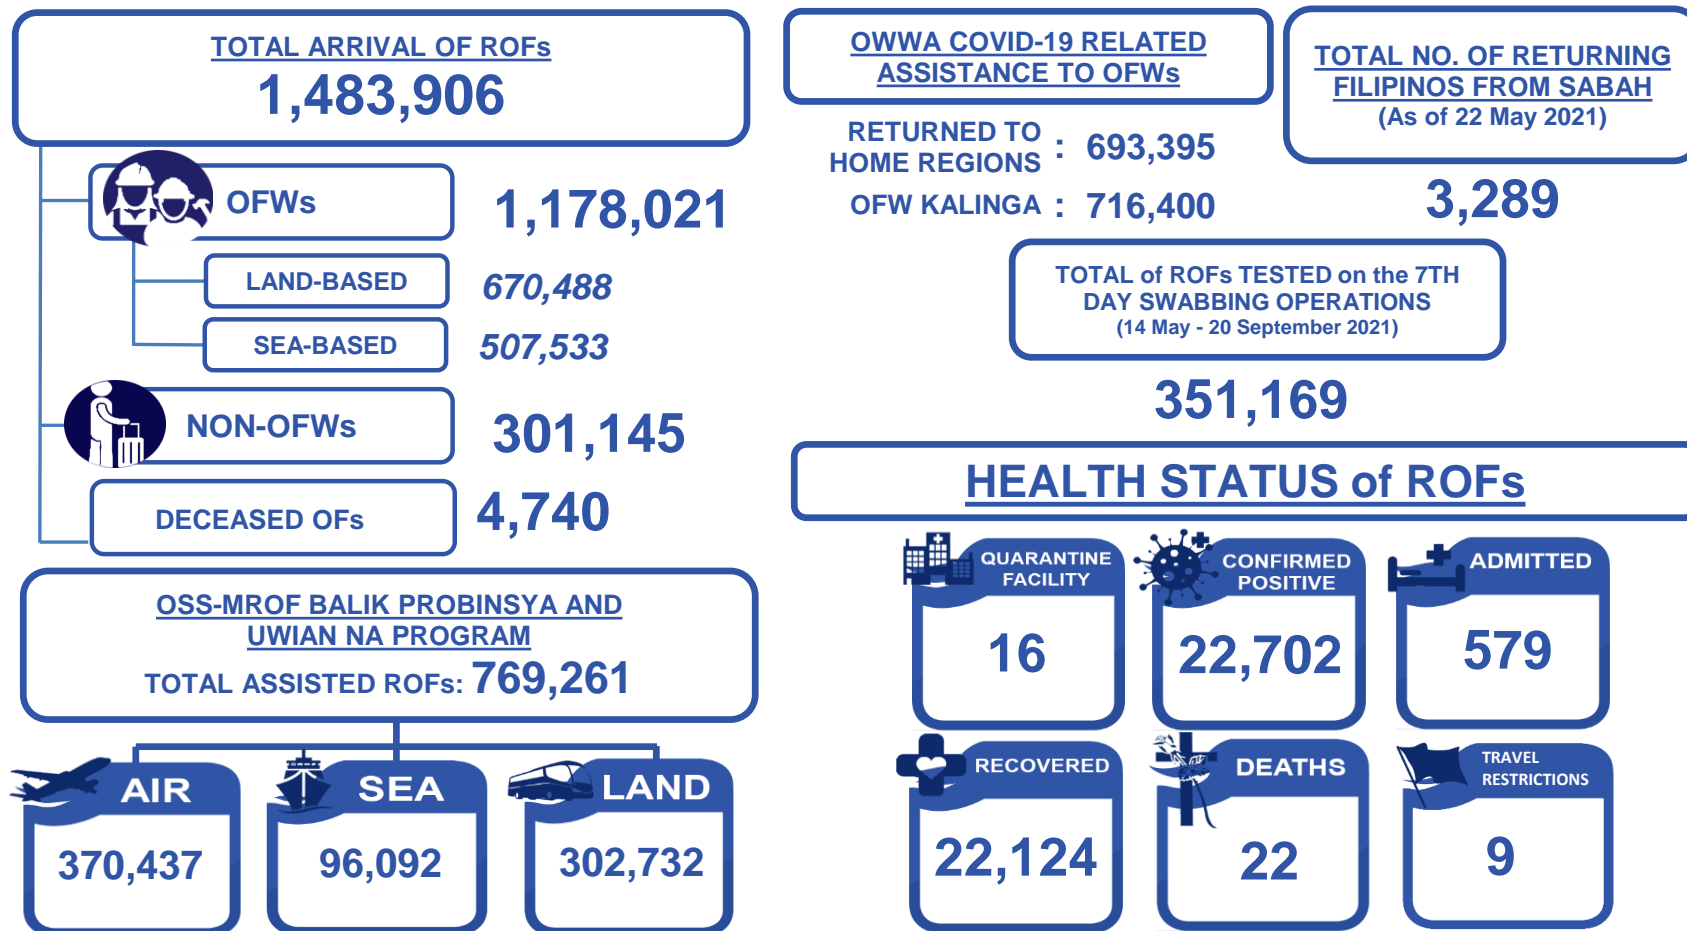 TOTAL ARRIVAL OF ROFs
1,483,906
OFWs
1,178,021
LAND-BASED
670,488
SEA-BASED
507,533
NON-OFWs
301,145
DECEASED OFs
4,740
OSS-MROF BALIK PROBINSYA AND
UWIAN NA PROGRAM
TOTAL ASSISTED ROFs: 769,261
AIR
370,437
SEA
96,092
LAND
302,732
OWWA COVID-19 RELATED
ASSISTANCE TO OFWs
RETURNED TO
HOME REGIONS : 693,395
OFW KALINGA : 716,400
TOTAL NO. OF RETURNING
FILIPINOS FROM SABAH
(As of 22 May 2021)
3,289
TOTAL of ROFs TESTED on the 7TH
DAY SWABBING OPERATIONS
(14 May - 20 September 2021)
351,169
HEALTH STATUS of ROFs
QUARANTINE
FACILITY
16
CONFIRMED
POSITIVE
22,702
ADMITTED
579
RECOVERED
22,124
DEATHS
22
TRAVEL
RESTRICTIONS
9